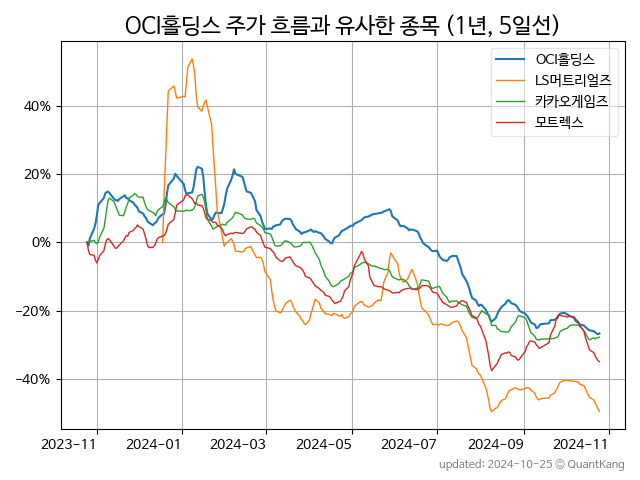 OCI홀딩스 주가 흐름과 유사한 종목 (1년, 5일선)
OCI홀딩스
LS머트리얼즈
카카오게임즈
모트렉스
40%
20%
0%
−20%
−40%
2023-11 2024-01 2024-03 2024-05 2024-07 2024-09 2024-11
updated: 2024-10-25 © QuantKang